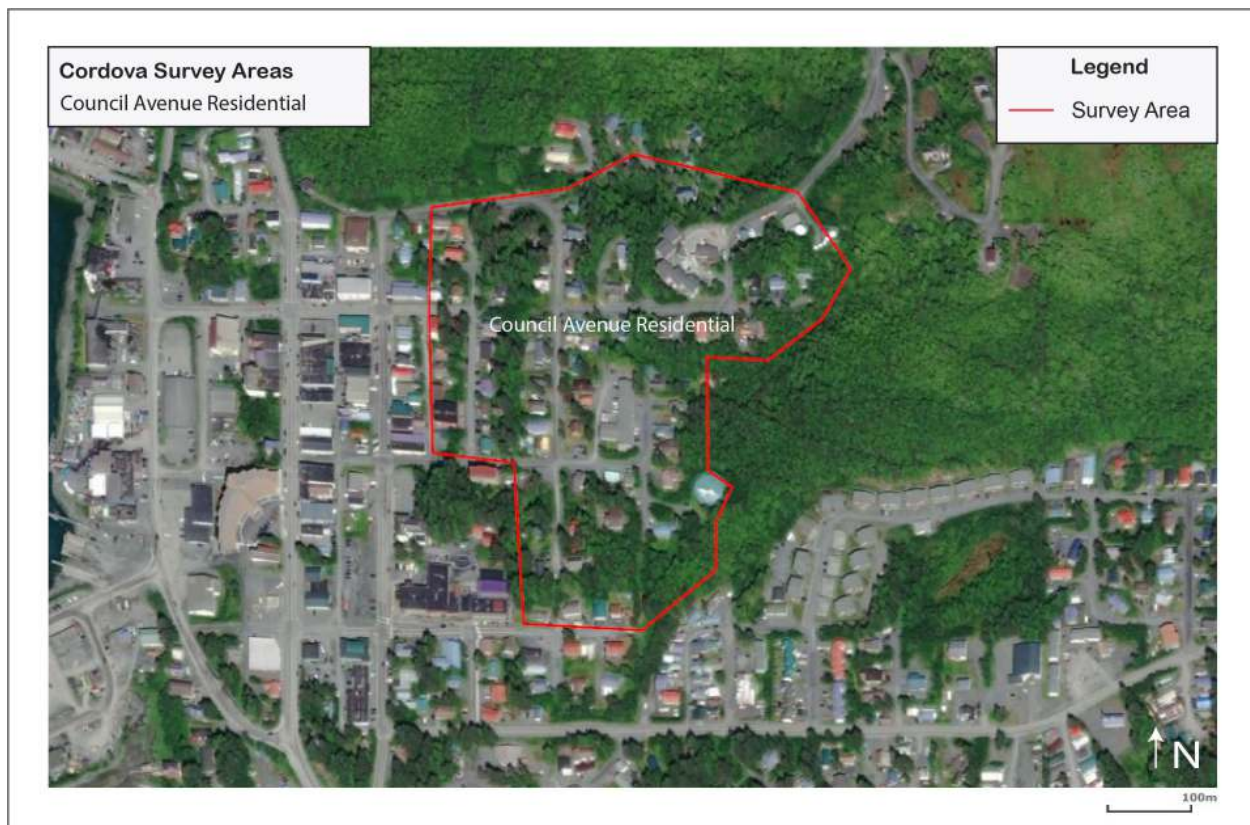 Cordova Survey Areas
Council Avenue Residential
Legend
Survey Area
Council Avenue Residential
N
100m